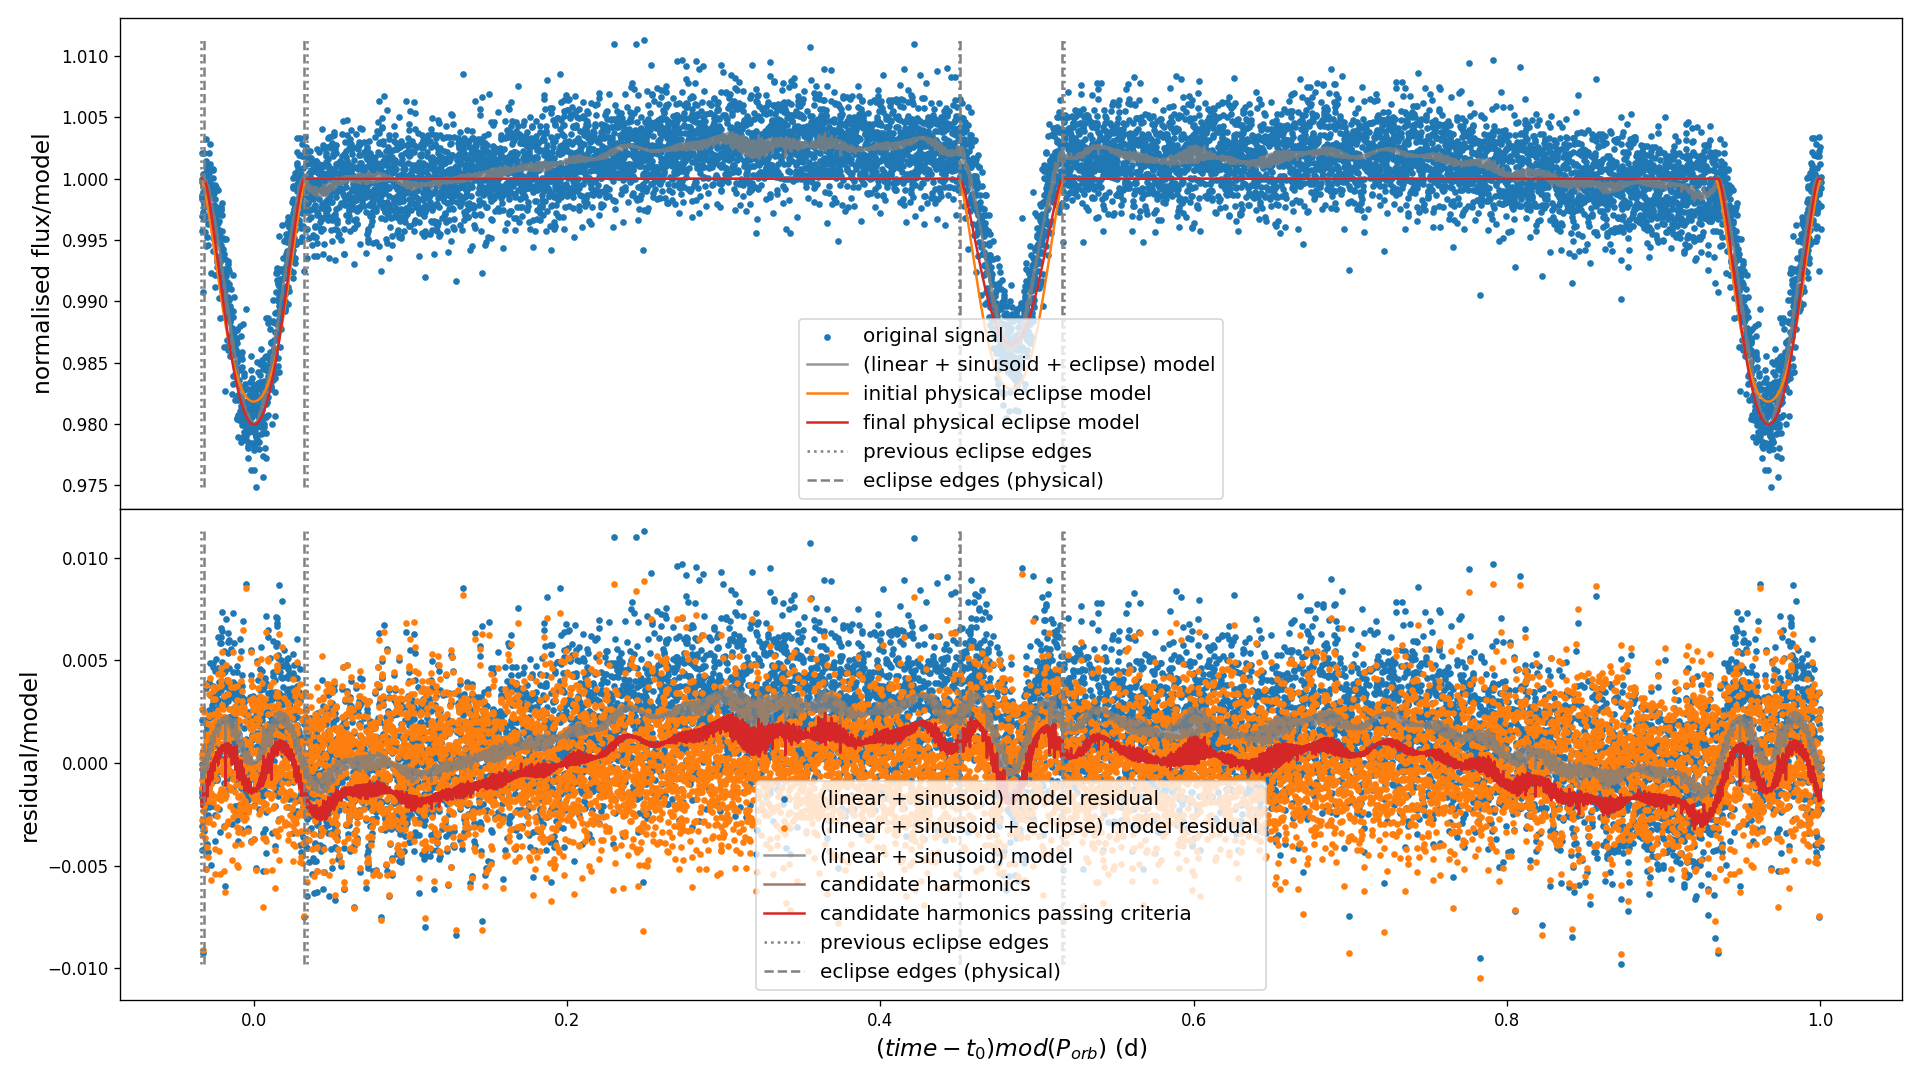 1.010
1.005
1.000
0.995
0.990
0.985
0.980
0.975
normalised flux/model
original signal
(linear + sinusoid + eclipse) model
initial physical eclipse model
final physical eclipse model
previous eclipse edges
eclipse edges (physical)
0.010
0.005
0.000
−0.005
−0.010
residual/model
(linear + sinusoid) model residual
(linear + sinusoid + eclipse) model residual
(linear + sinusoid) model
candidate harmonics
candidate harmonics passing criteria
previous eclipse edges
eclipse edges (physical)
0.0 0.2 0.4 0.6 0.8 1.0
(time − t₀)mod(P_orb) (d)